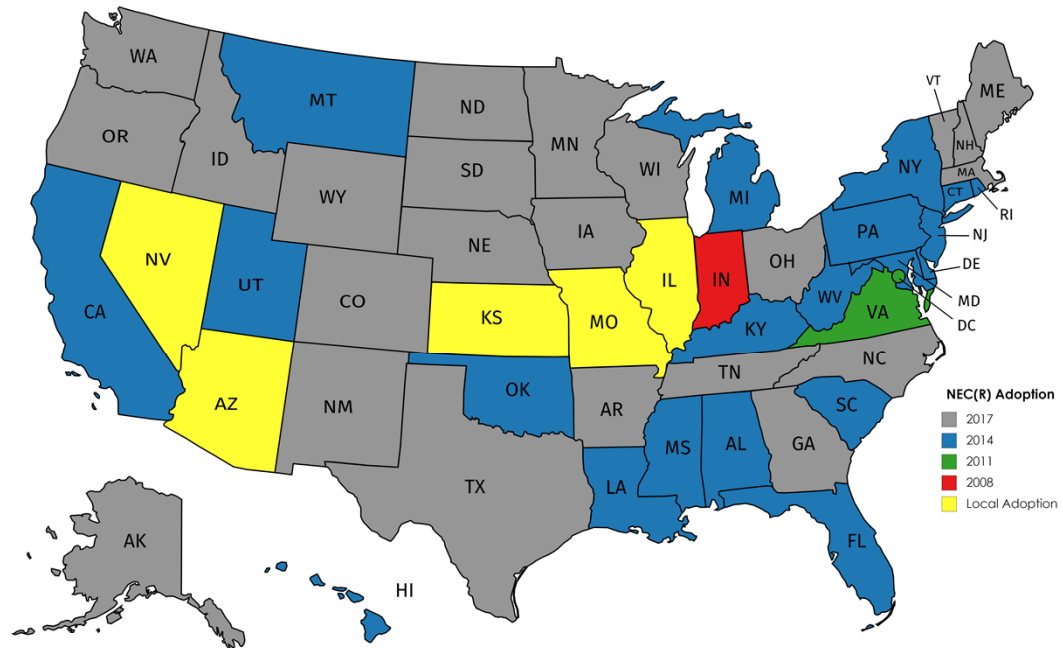 WA
MT
ND
MN
VT
ME
OR
ID
SD
WI
NH
NY
MA
WY
MI
CT
RI
IA
NE
PA
NJ
NV
IL
IN
OH
DE
UT
CO
WV
MD
CA
KS
MO
VA
KY
DC
NC
TN
AZ
OK
NM
AR
SC
NEC(R) Adoption
2017
MS
AL
GA
2014
2011
TX
LA
2008
Local Adoption
AK
FL
HI